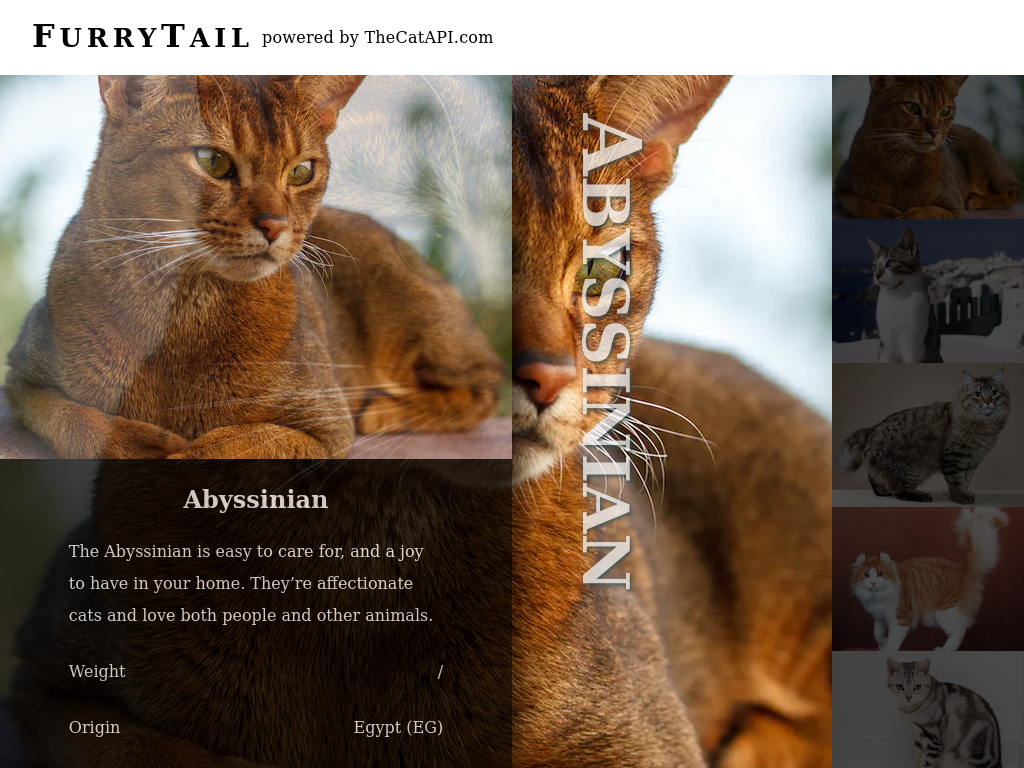 FURRYTAIL powered by TheCatAPI.com
Abyssinian
The Abyssinian is easy to care for, and a joy
to have in your home. They’re affectionate
cats and love both people and other animals.
Weight /
Origin Egypt (EG)
ABYSSINIAN